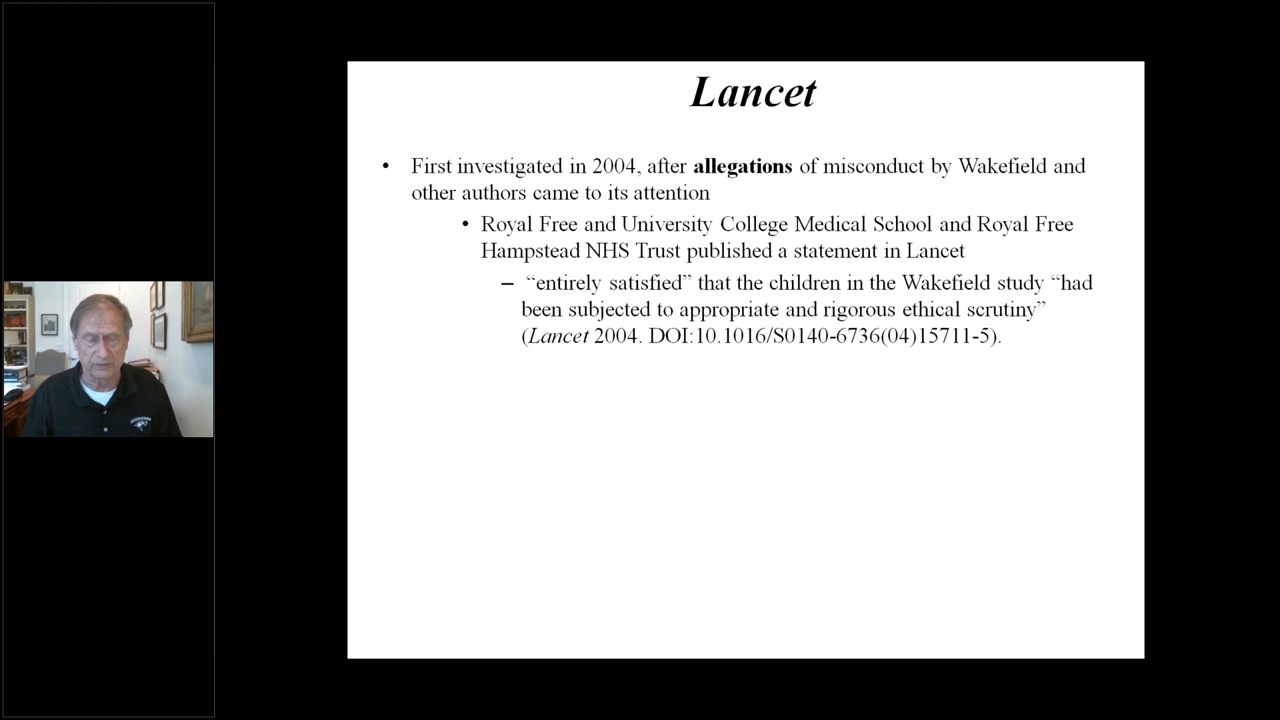 Lancet
• First investigated in 2004, after allegations of misconduct by Wakefield and
other authors came to its attention
• Royal Free and University College Medical School and Royal Free
Hampstead NHS Trust published a statement in Lancet
– “entirely satisfied” that the children in the Wakefield study “had
been subjected to appropriate and rigorous ethical scrutiny”
(Lancet 2004. DOI:10.1016/S0140-6736(04)15711-5).